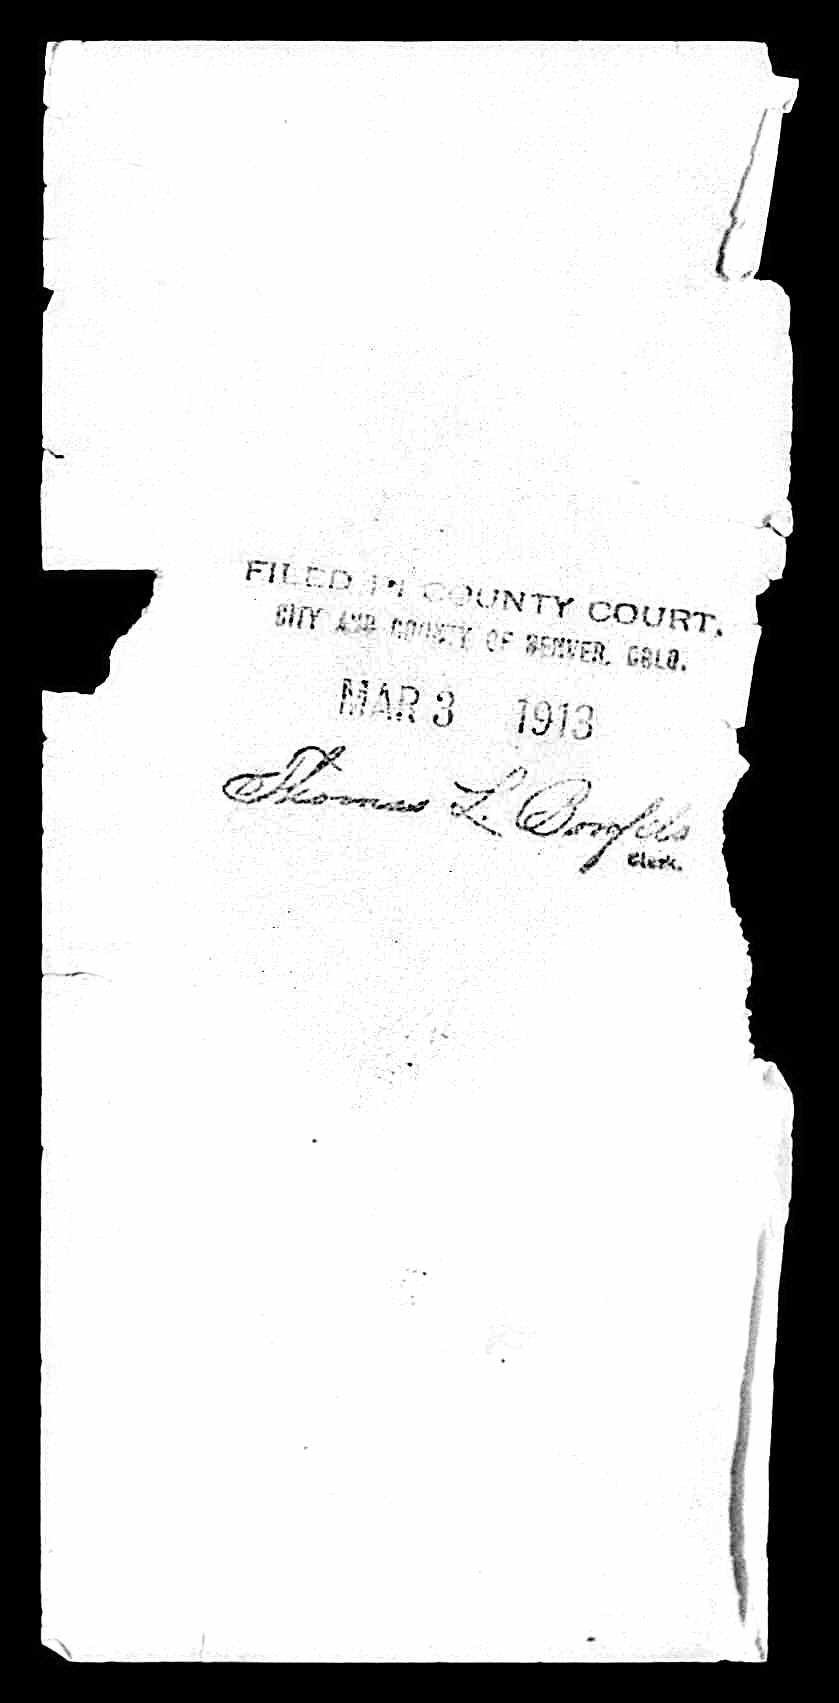 FILED IN COUNTY COURT,
CITY AND COUNTY OF DENVER, COLO.
MAR 3 1913
Thomas L. Bonfils
Clerk.